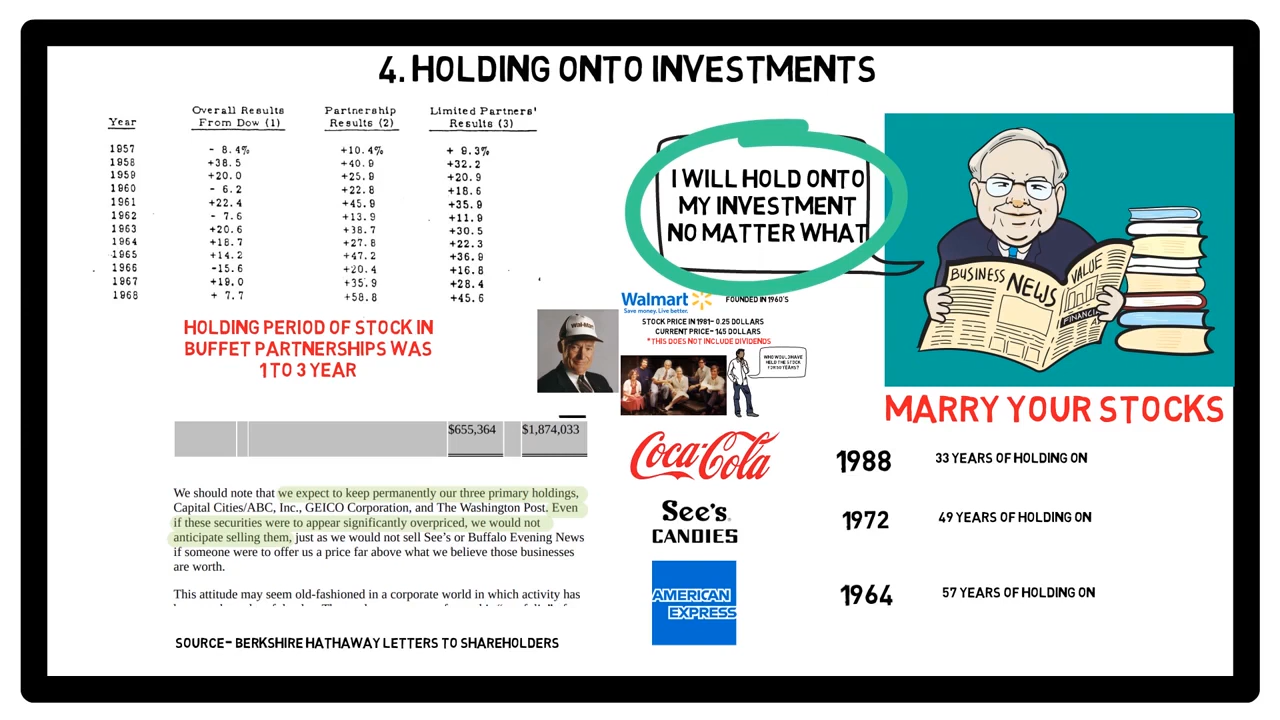 4. HOLDING ONTO INVESTMENTS
Year Overall Results From Dow (1) Partnership Results (2) Limited Partners' Results (3)
1957 - 8.4% +10.4% + 9.3%
1958 +38.5 +40.9 +32.2
1959 +20.0 +25.9 +20.9
1960 - 6.2 +22.8 +18.6
1961 +22.4 +45.9 +35.9
1962 - 7.6 +13.9 +11.9
1963 +20.6 +38.7 +30.5
1964 +18.7 +27.8 +22.3
1965 +14.2 +47.2 +36.9
1966 -15.6 +20.4 +16.8
1967 +19.0 +35.9 +28.4
1968 + 7.7 +58.8 +45.6
HOLDING PERIOD OF STOCK IN
BUFFET PARTNERSHIPS WAS
1 TO 3 YEAR
$655,364 $1,874,033
We should note that we expect to keep permanently our three primary holdings,
Capital Cities/ABC, Inc., GEICO Corporation, and The Washington Post. Even
if these securities were to appear significantly overpriced, we would not
anticipate selling them, just as we would not sell See's or Buffalo Evening News
if someone were to offer us a price far above what we believe those businesses
are worth.
This attitude may seem old-fashioned in a corporate world in which activity has
SOURCE- BERKSHIRE HATHAWAY LETTERS TO SHAREHOLDERS
I WILL HOLD ONTO
MY INVESTMENT
NO MATTER WHAT
BUSINESS NEWS
VALUE
FINANCIA
Walmart
Save money. Live better.
FOUNDED IN 1960'S
STOCK PRICE IN 1981- 0.25 DOLLARS
CURRENT PRICE- 145 DOLLARS
*THIS DOES NOT INCLUDE DIVIDENDS
WAL-MART
WHO WOULD HAVE
HELD THE STOCK
FOR 50 YEARS?
MARRY YOUR STOCKS
Coca-Cola 1988 33 YEARS OF HOLDING ON
See's
CANDIES 1972 49 YEARS OF HOLDING ON
AMERICAN
EXPRESS 1964 57 YEARS OF HOLDING ON